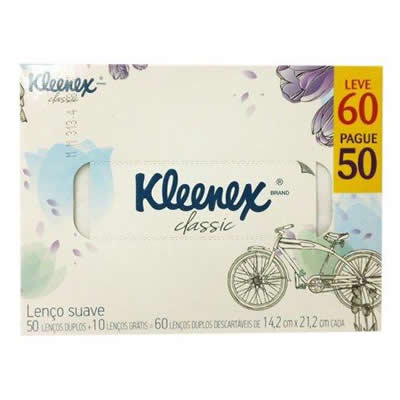 Kleenex
classic
LEVE
60
PAGUE
50
Kleenex®
BRAND
classic
Lenço suave
50 LENÇOS DUPLOS + 10 LENÇOS GRÁTIS = 60 LENÇOS DUPLOS DESCARTÁVEIS DE 14,2 cm x 21,2 cm CADA